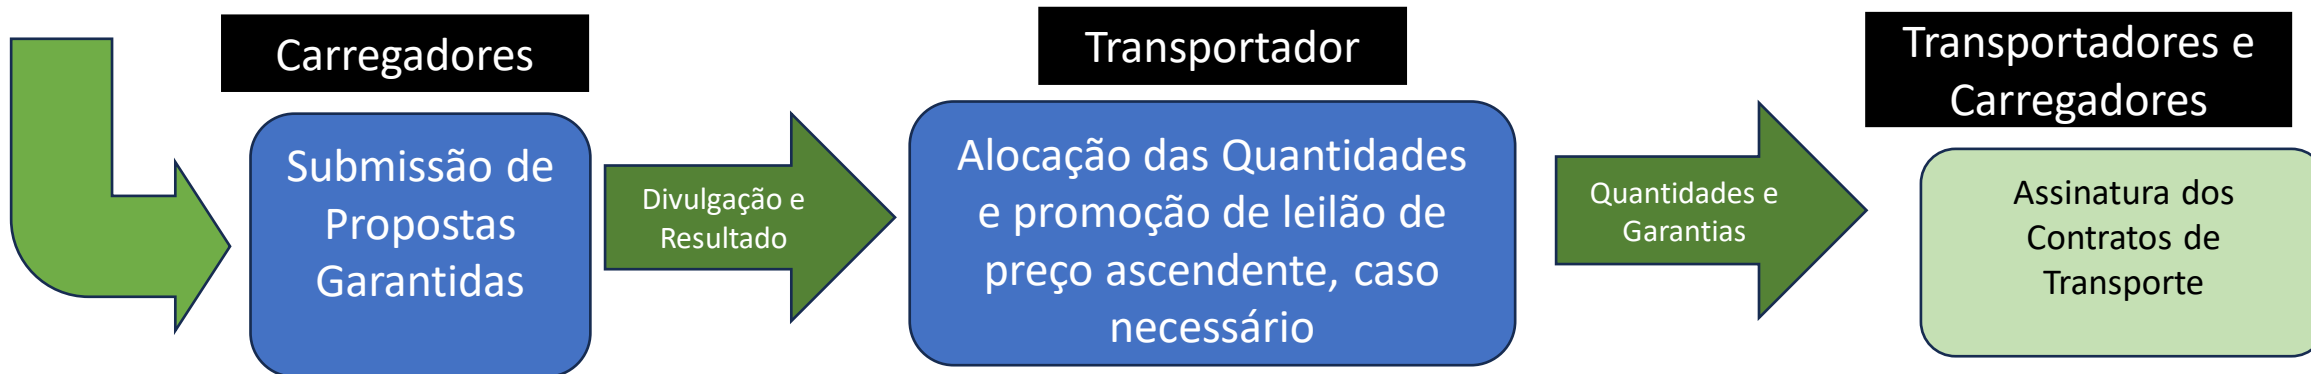 Carregadores
Submissão de
Propostas
Garantidas
Divulgação e
Resultado
Transportador
Alocação das Quantidades
e promoção de leilão de
preço ascendente, caso
necessário
Quantidades e
Garantias
Transportadores e
Carregadores
Assinatura dos
Contratos de
Transporte